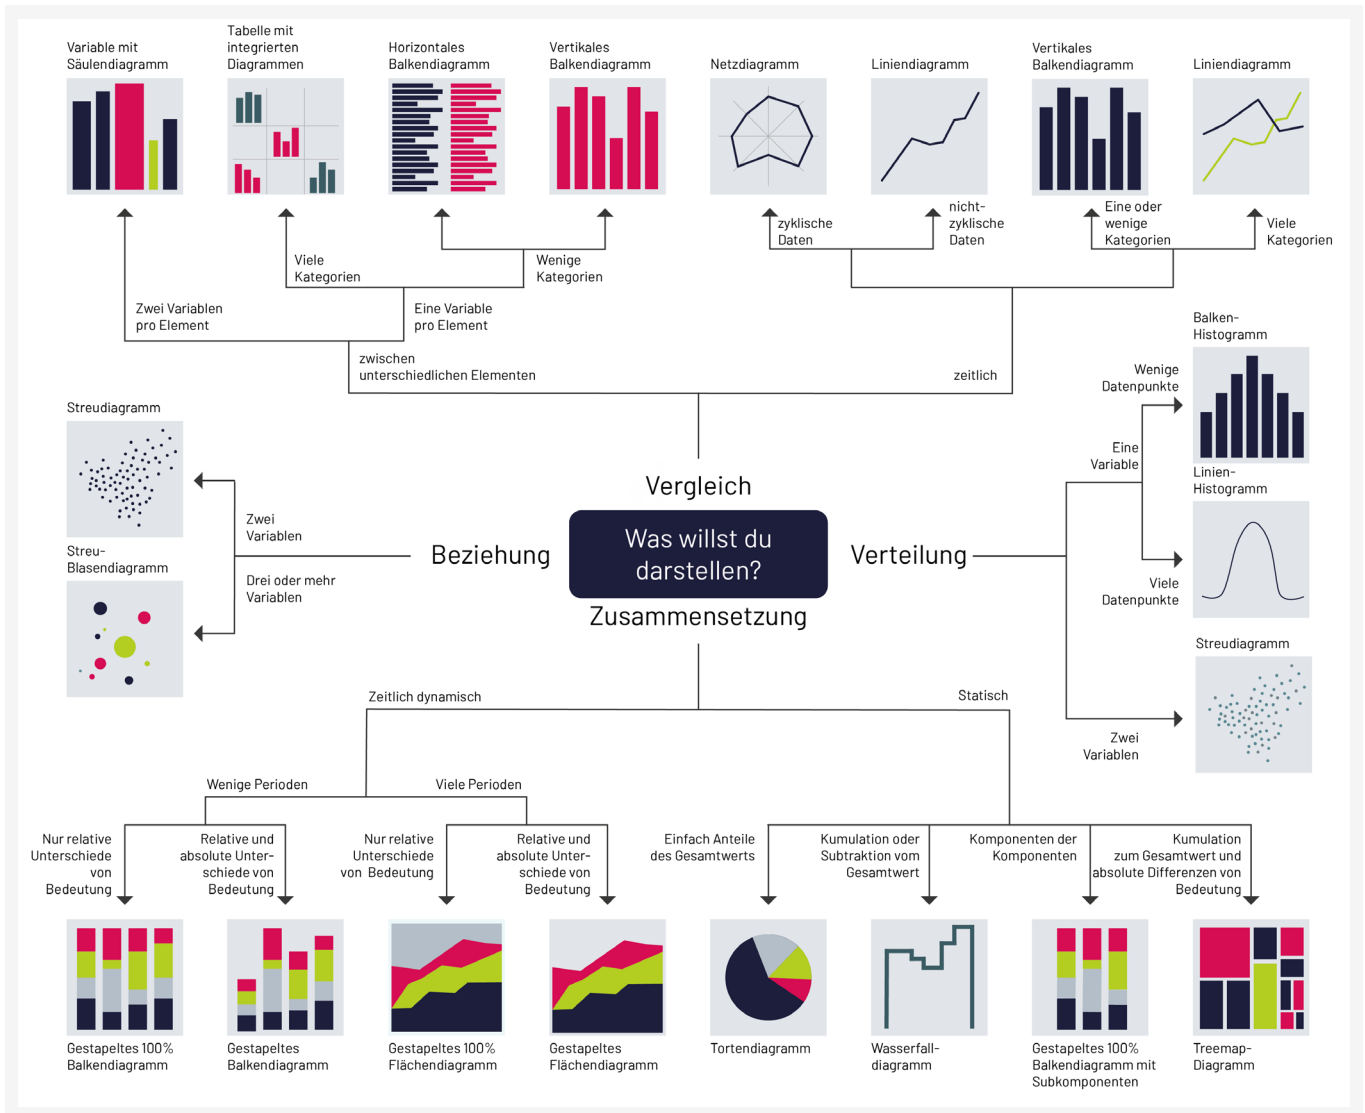 Variable mit
Säulendiagramm
Tabelle mit
integrierten
Diagrammen
Horizontales
Balkendiagramm
Vertikales
Balkendiagramm
Netzdiagramm
Liniendiagramm
Vertikales
Balkendiagramm
Liniendiagramm
zyklische
Daten
nicht-
zyklische
Daten
Eine oder
wenige
Kategorien
Viele
Kategorien
Viele
Kategorien
Wenige
Kategorien
Zwei Variablen
pro Element
Eine Variable
pro Element
zwischen
unterschiedlichen Elementen
zeitlich
Balken-
Histogramm
Wenige
Datenpunkte
Streudiagramm
Eine
Variable
Linien-
Histogramm
Vergleich
Was willst du
darstellen?
Beziehung
Verteilung
Zusammensetzung
Zwei
Variablen
Streu-
Blasendiagramm
Drei oder mehr
Variablen
Viele
Datenpunkte
Streudiagramm
Zwei
Variablen
Zeitlich dynamisch
Statisch
Wenige Perioden
Viele Perioden
Nur relative
Unterschiede
von
Bedeutung
Relative und
absolute Unter-
schiede von
Bedeutung
Nur relative
Unterschiede
von Bedeutung
Relative und
absolute Unter-
schiede von
Bedeutung
Einfach Anteile
des Gesamtwerts
Kumulation oder
Subtraktion vom
Gesamtwert
Komponenten der
Komponenten
Kumulation
zum Gesamtwert und
absolute Differenzen von
Bedeutung
Gestapeltes 100%
Balkendiagramm
Gestapeltes
Balkendiagramm
Gestapeltes 100%
Flächendiagramm
Gestapeltes
Flächendiagramm
Tortendiagramm
Wasserfall-
diagramm
Gestapeltes 100%
Balkendiagramm mit
Subkomponenten
Treemap-
Diagramm